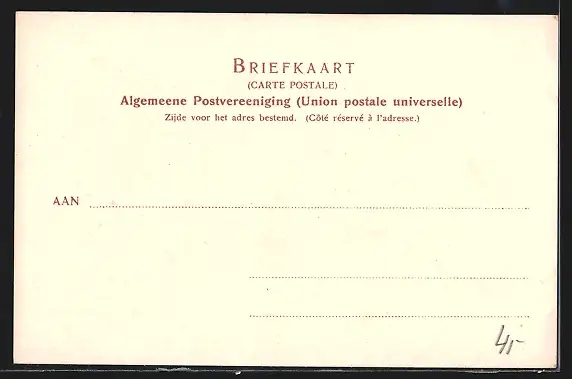 BRIEFKAART
(CARTE POSTALE)
Algemeene Postvereeniging (Union postale universelle)
Zijde voor het adres bestemd. (Côté réservé à l'adresse.)
AAN
4,-